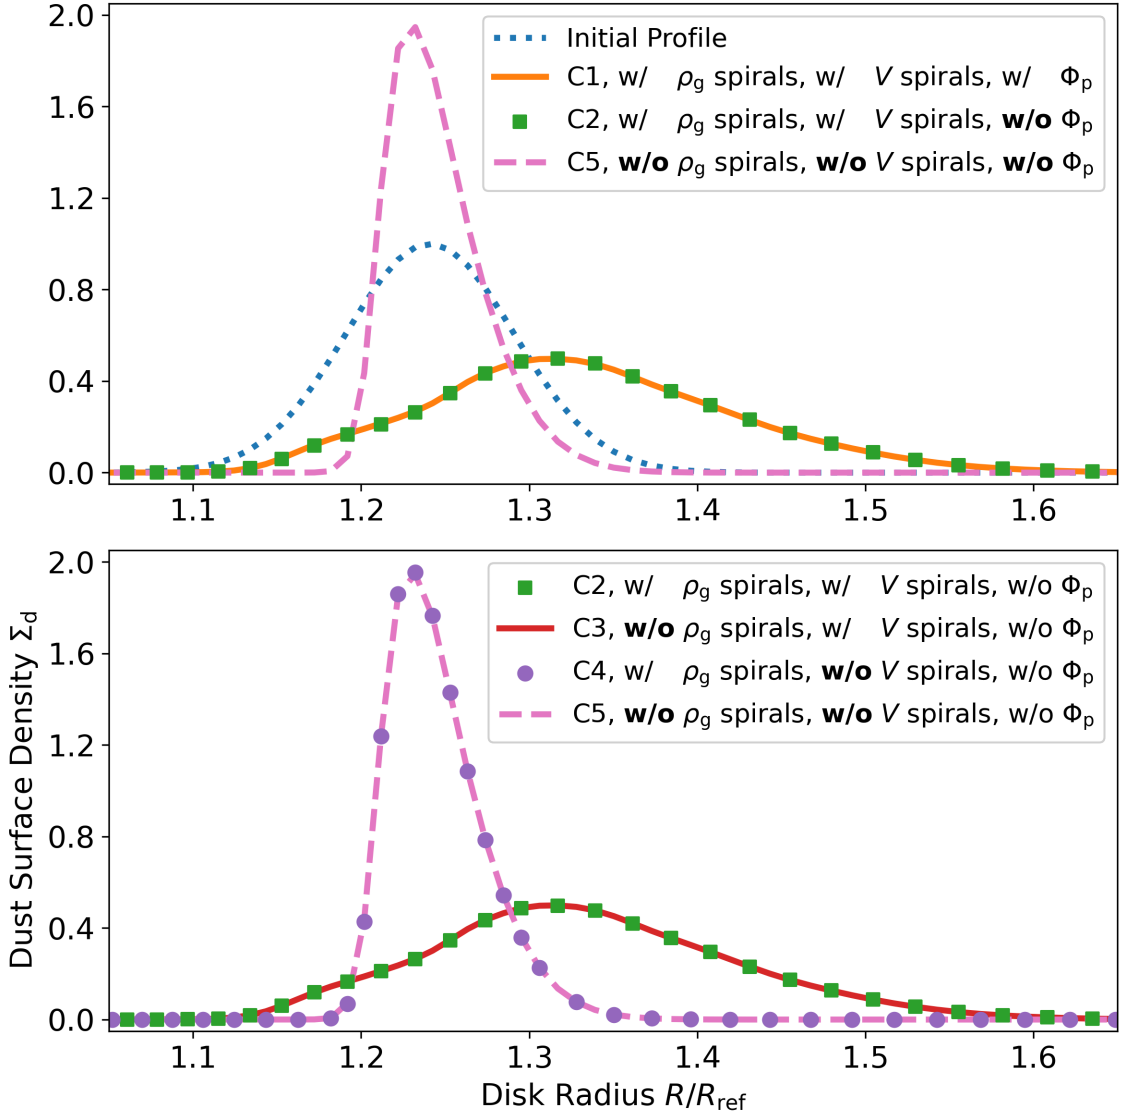 2.0
1.6
1.2
0.8
0.4
0.0
Initial Profile
C1, w/ ρg spirals, w/ V spirals, w/ Φp
C2, w/ ρg spirals, w/ V spirals, w/o Φp
C5, w/o ρg spirals, w/o V spirals, w/o Φp
1.1 1.2 1.3 1.4 1.5 1.6
Dust Surface Density Σd
2.0
1.6
1.2
0.8
0.4
0.0
C2, w/ ρg spirals, w/ V spirals, w/o Φp
C3, w/o ρg spirals, w/ V spirals, w/o Φp
C4, w/ ρg spirals, w/o V spirals, w/o Φp
C5, w/o ρg spirals, w/o V spirals, w/o Φp
1.1 1.2 1.3 1.4 1.5 1.6
Disk Radius R/Rref